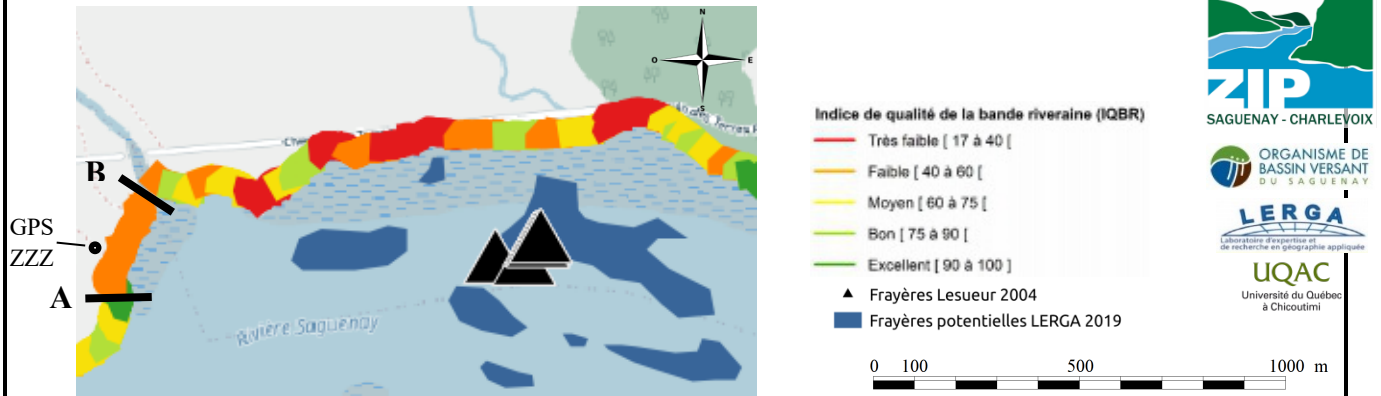 N
O
E
S
B
GPS
ZZZ
A
Rivière Saguenay
Indice de qualité de la bande riveraine (IQBR)
Très faible [ 17 à 40 [
Faible [ 40 à 60 [
Moyen [ 60 à 75 [
Bon [ 75 à 90 [
Excellent [ 90 à 100 ]
Frayères Lesueur 2004
Frayères potentielles LERGA 2019
0 100 500 1000 m
ZIP
SAGUENAY - CHARLEVOIX
ORGANISME DE
BASSIN VERSANT
DU SAGUENAY
LERGA
Laboratoire d'expertise et
de recherche en géographie appliquée
UQAC
Université du Québec
à Chicoutimi